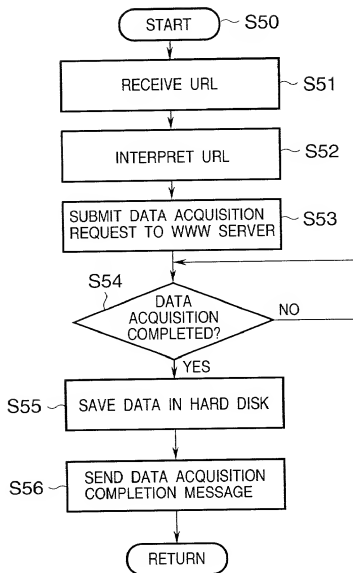 START
S50
RECEIVE URL
S51
INTERPRET URL
S52
SUBMIT DATA ACQUISITION
REQUEST TO WWW SERVER
S53
S54
DATA
ACQUISITION
COMPLETED?
NO
YES
S55
SAVE DATA IN HARD DISK
S56
SEND DATA ACQUISITION
COMPLETION MESSAGE
RETURN